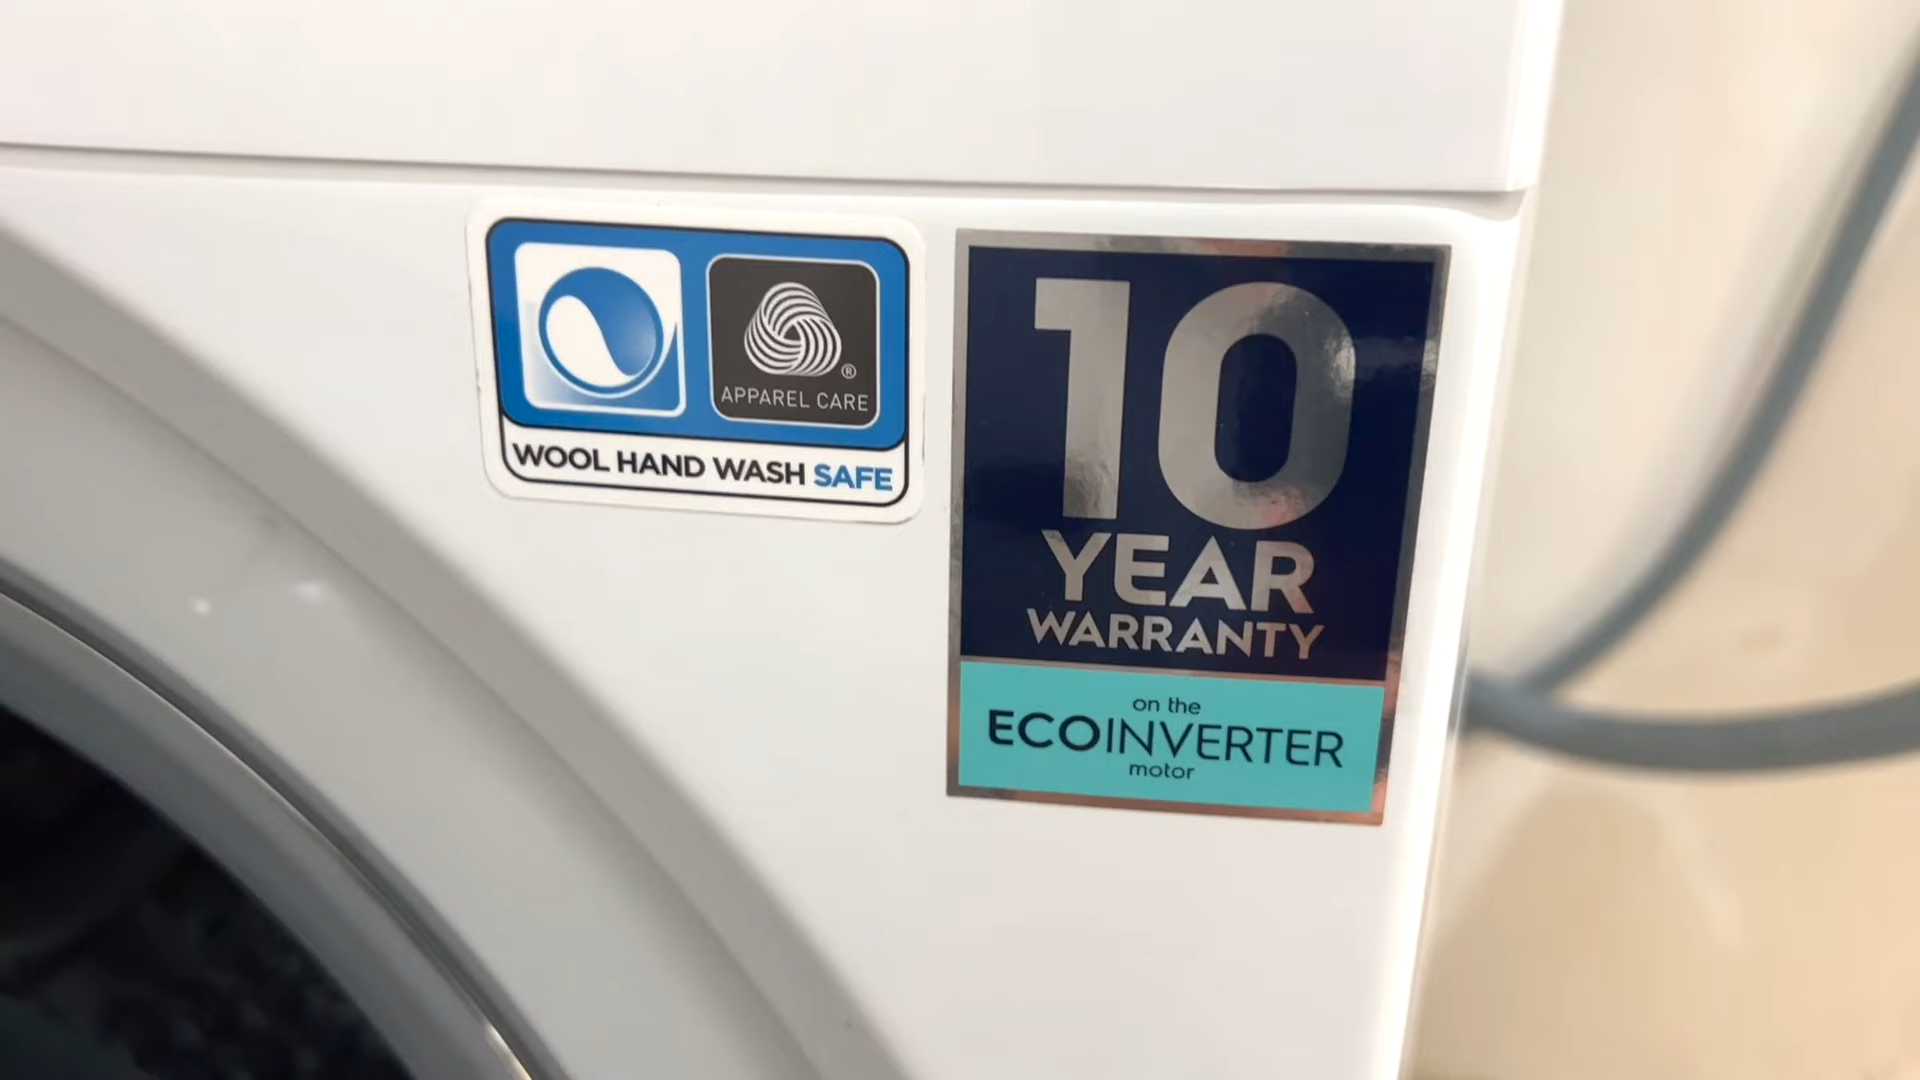 ®
APPAREL CARE
WOOL HAND WASH SAFE
10
YEAR
WARRANTY
on the
ECOINVERTER
motor